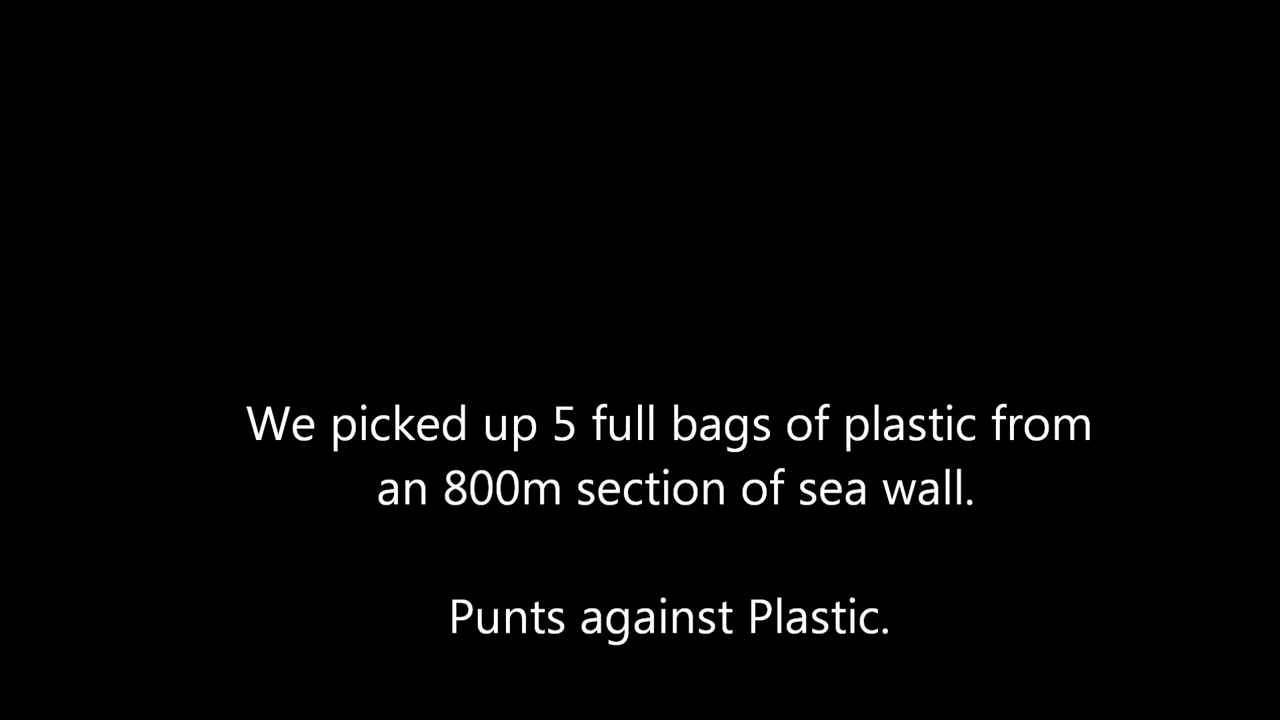 We picked up 5 full bags of plastic from
an 800m section of sea wall.
Punts against Plastic.